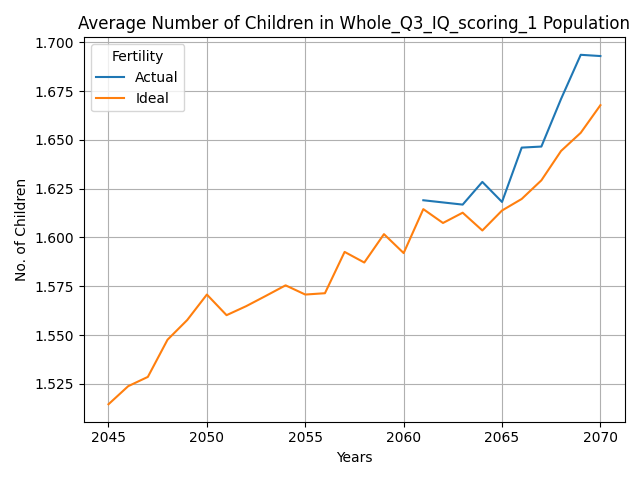 Average Number of Children in Whole_Q3_IQ_scoring_1 Population
Fertility
Actual
Ideal
No. of Children
1.700
1.675
1.650
1.625
1.600
1.575
1.550
1.525
2045 2050 2055 2060 2065 2070
Years